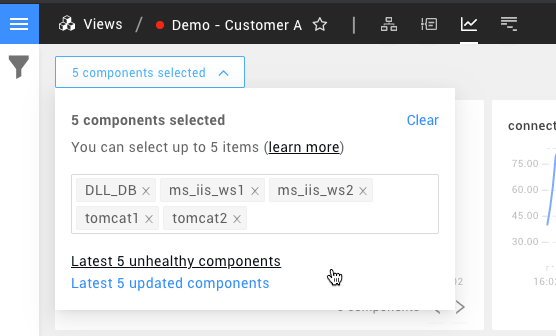 Views / Demo - Customer A
5 components selected
5 components selected Clear
You can select up to 5 items (learn more)
DLL_DB × ms_iis_ws1 × ms_iis_ws2 ×
tomcat1 × tomcat2 ×
Latest 5 unhealthy components
Latest 5 updated components
connect
75.00
60.00
45.00
30.00
16:02
02